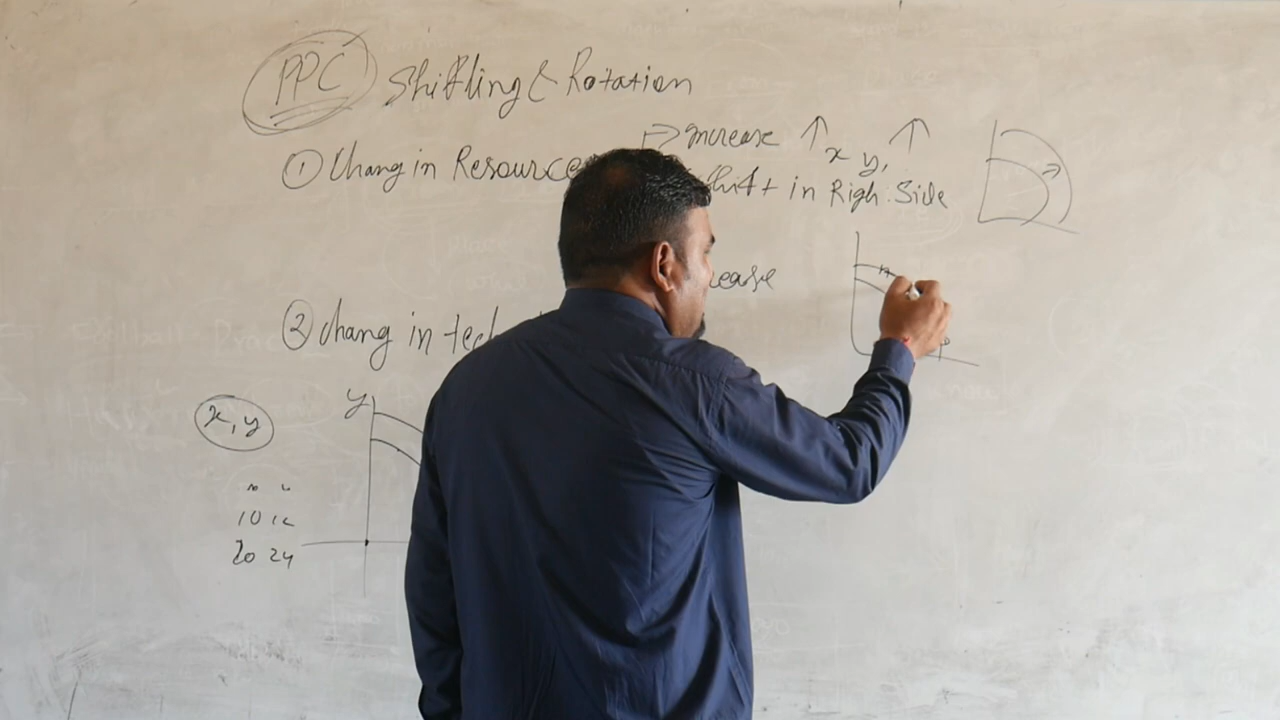 PPC Shifting & Rotation
① Chang in Resource → Increase ↑ x y, ↑
Shift in Righ. Side
ease
② Chang in tech
x, y
y
10 12
20 24